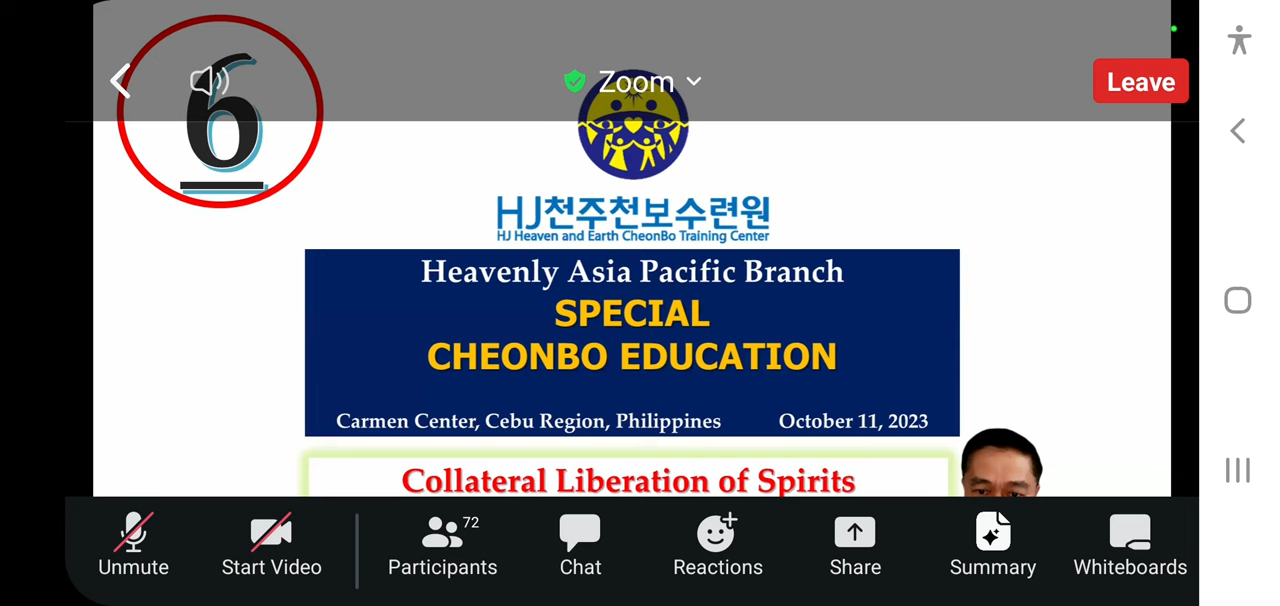 6
Zoom
Leave
HJ천주천보수련원
HJ Heaven and Earth CheonBo Training Center
Heavenly Asia Pacific Branch
SPECIAL
CHEONBO EDUCATION
Carmen Center, Cebu Region, Philippines October 11, 2023
Collateral Liberation of Spirits
72
Unmute Start Video Participants Chat Reactions Share Summary Whiteboards